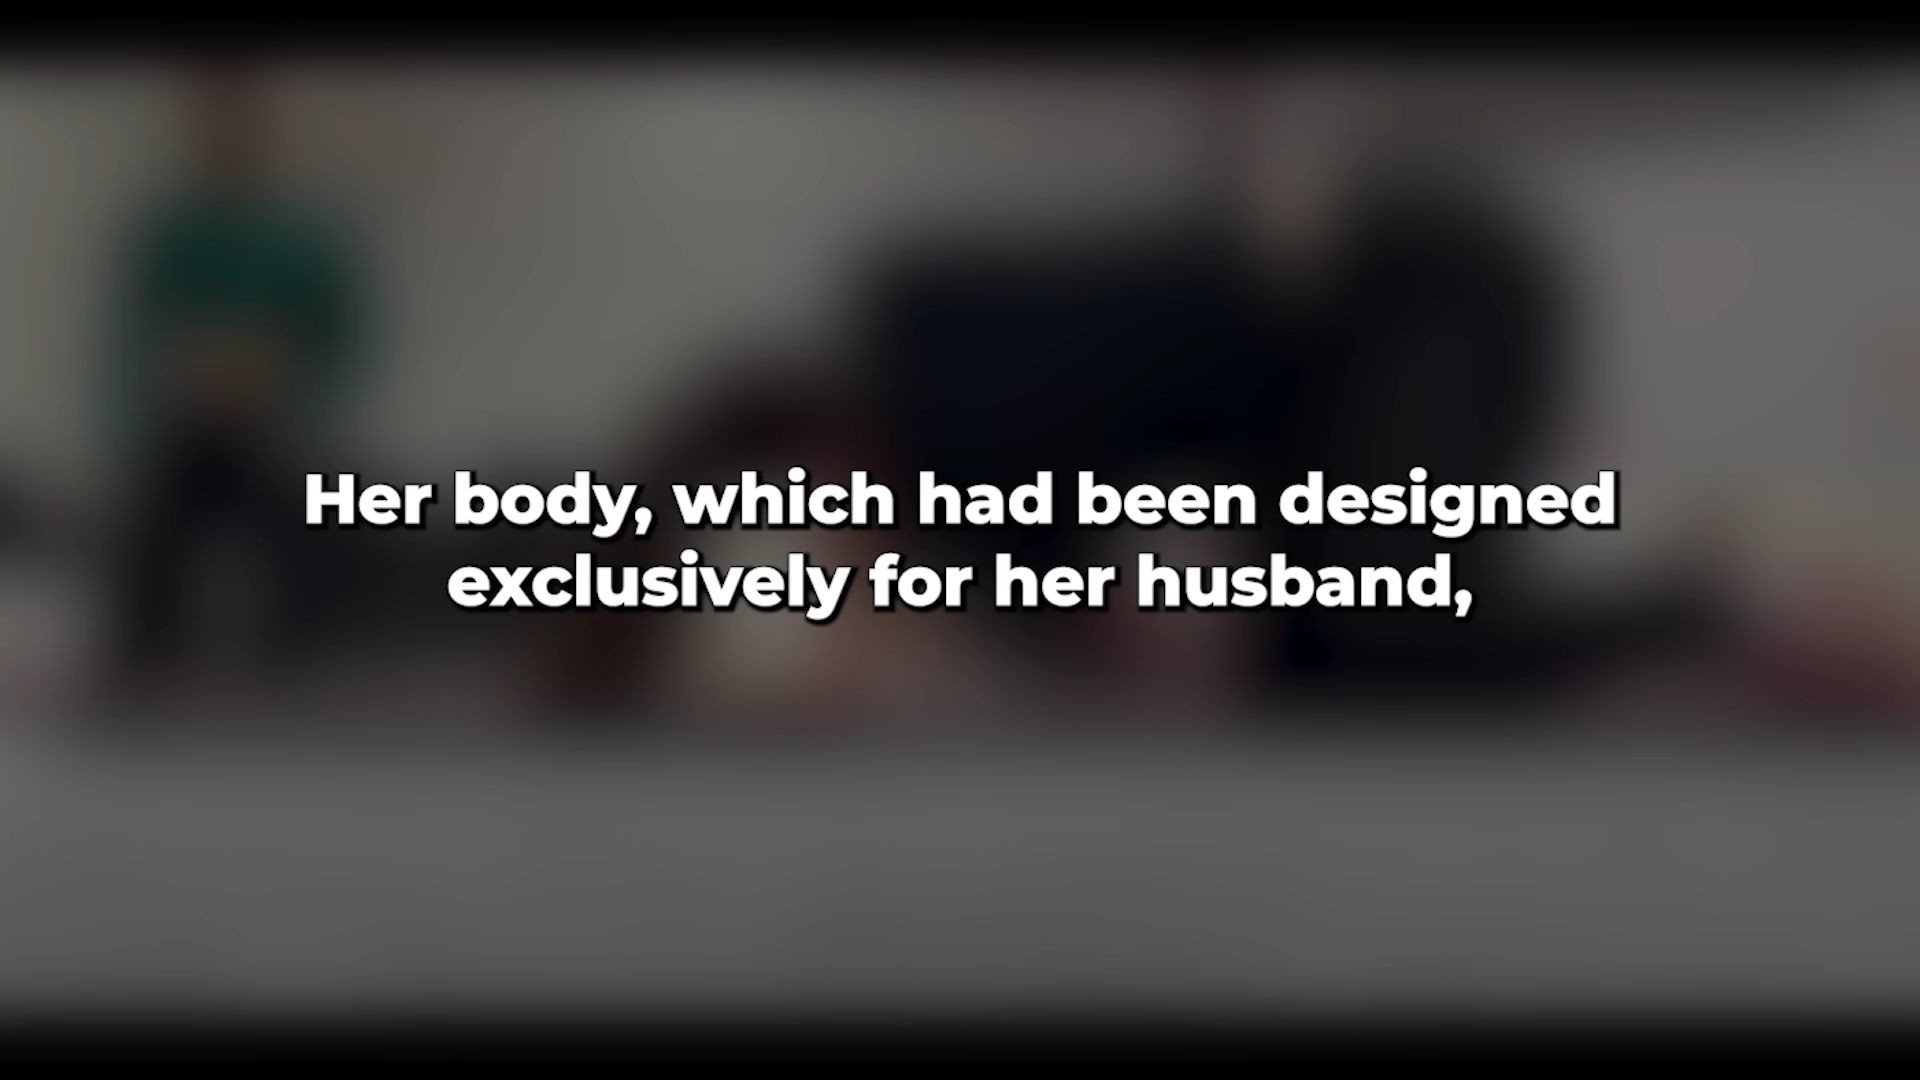 Her body, which had been designed
exclusively for her husband,